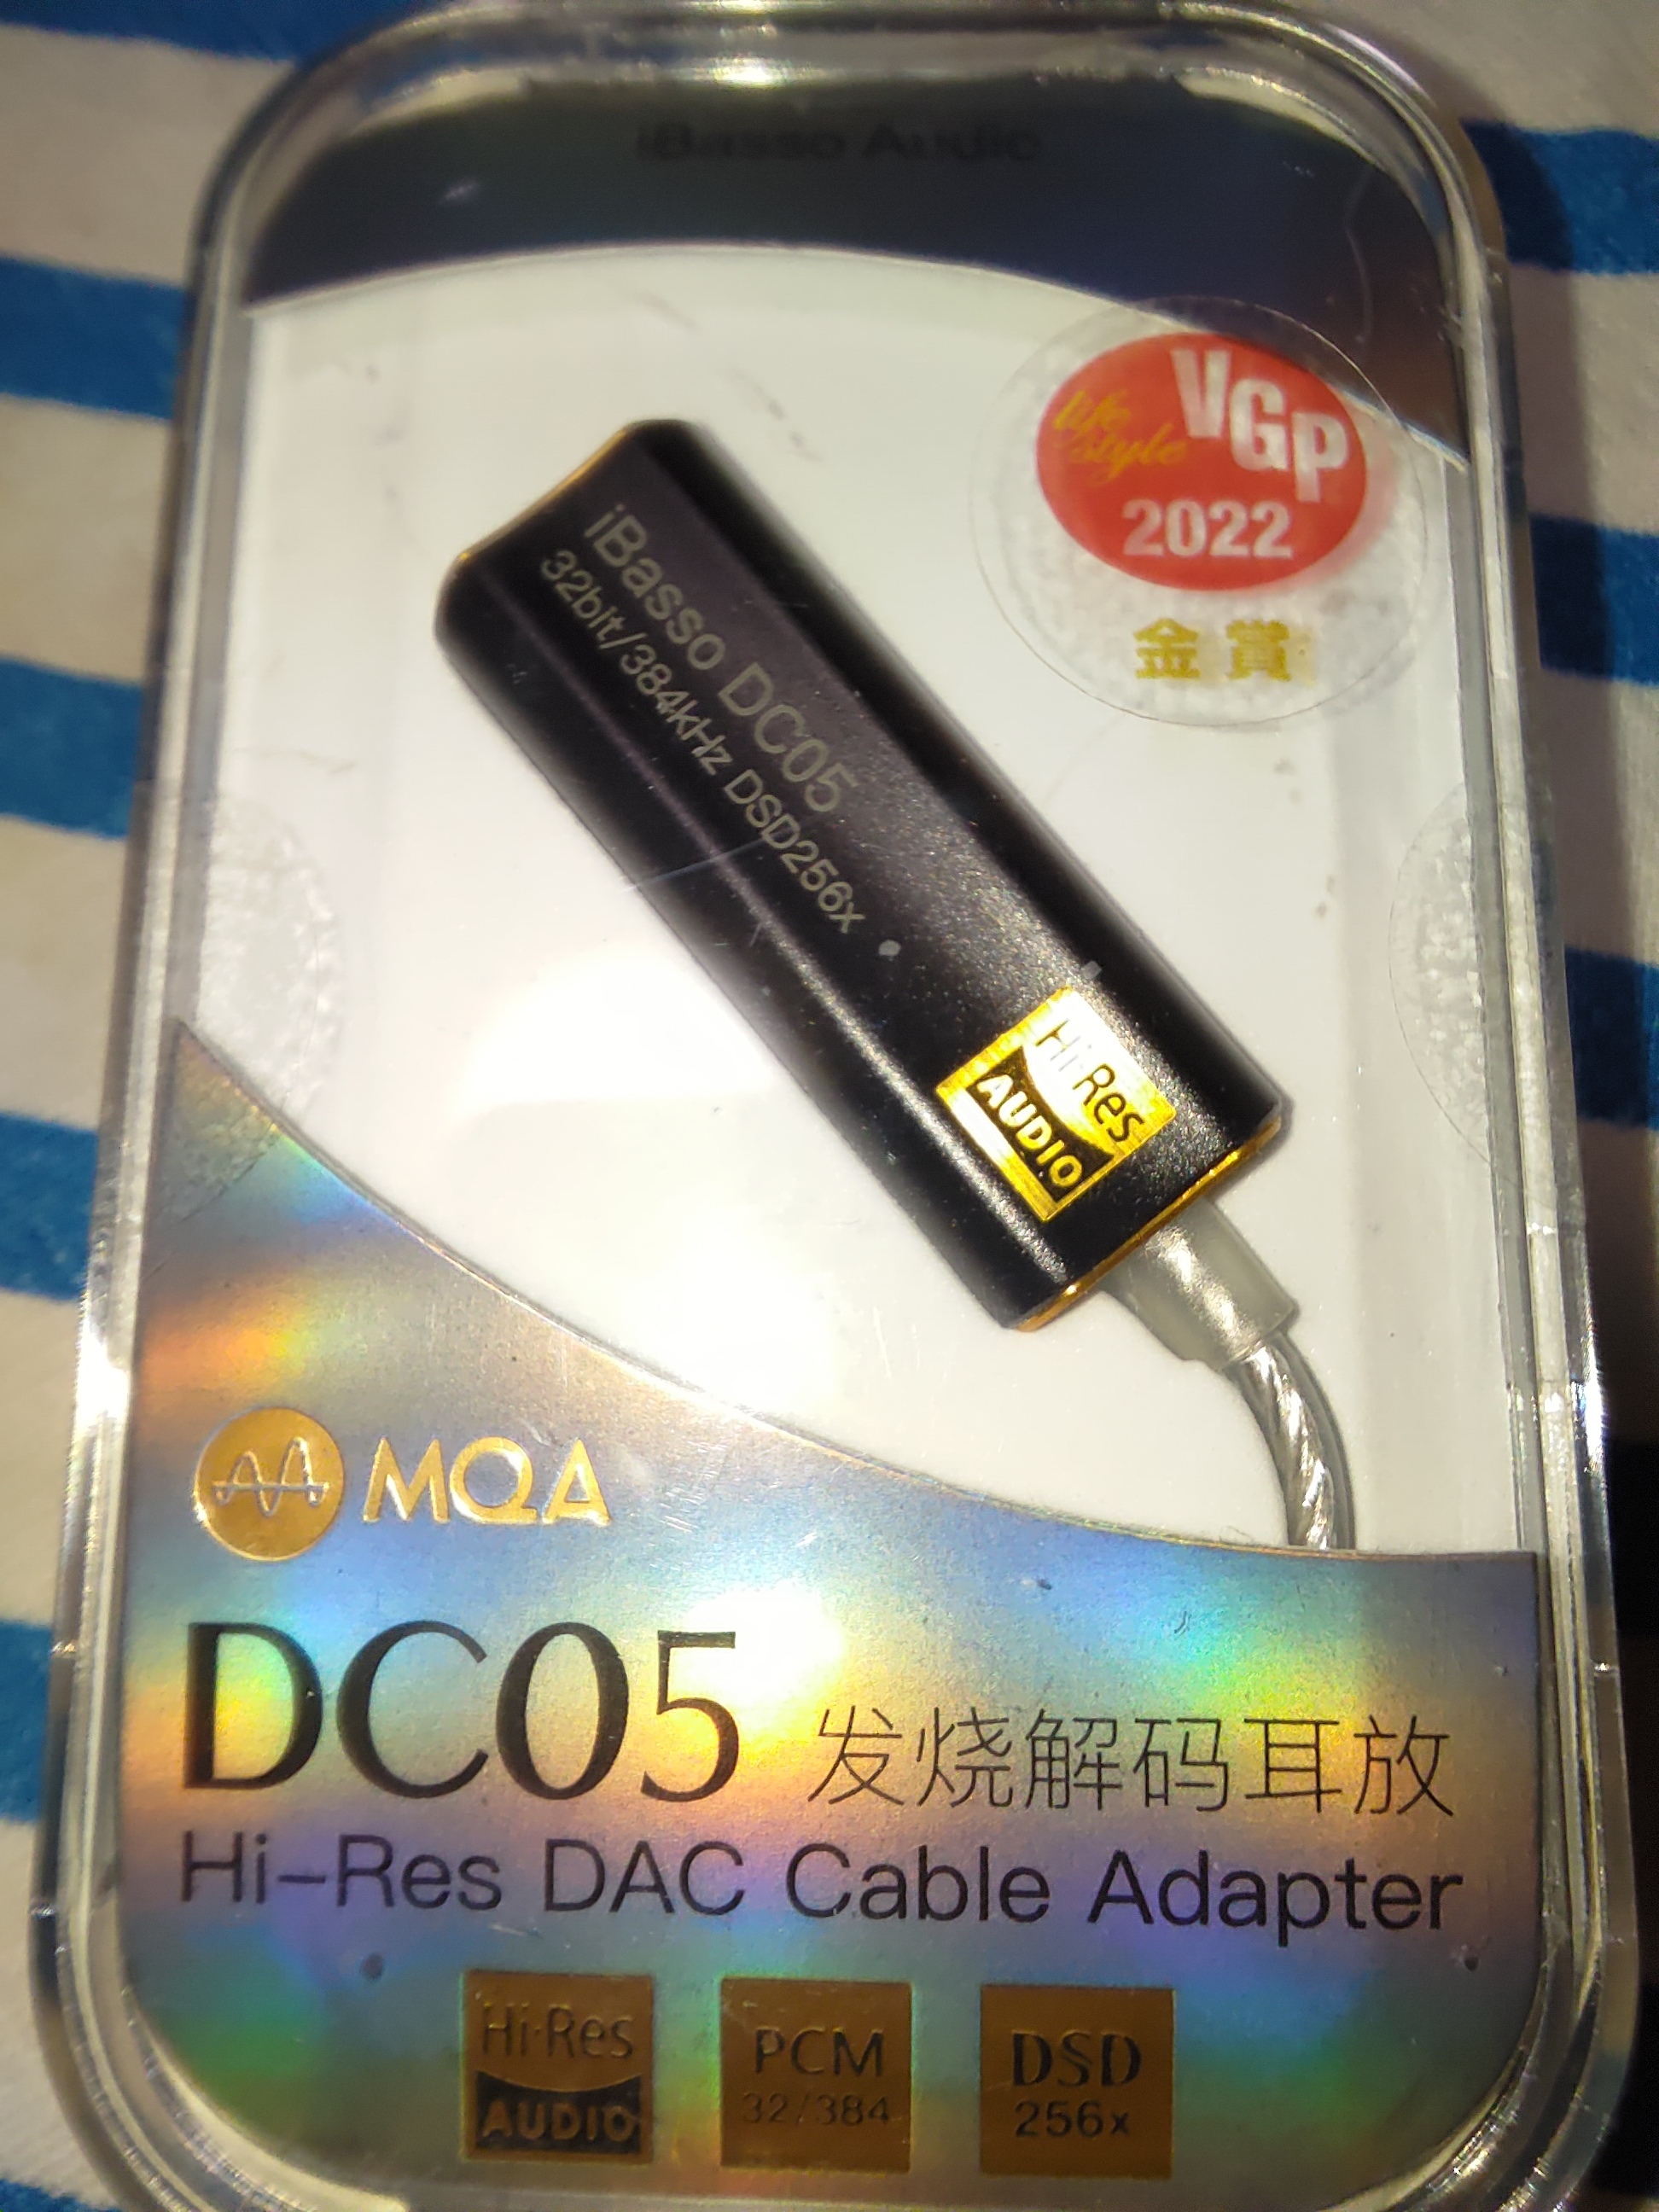 iBasso Audio
life style VGP
2022
金賞
iBasso DC05
32bit/384kHz DSD256x
Hi-Res
AUDIO
MQA
DC05 发烧解码耳放
Hi-Res DAC Cable Adapter
Hi-Res
AUDIO
PCM
32/384
DSD
256x